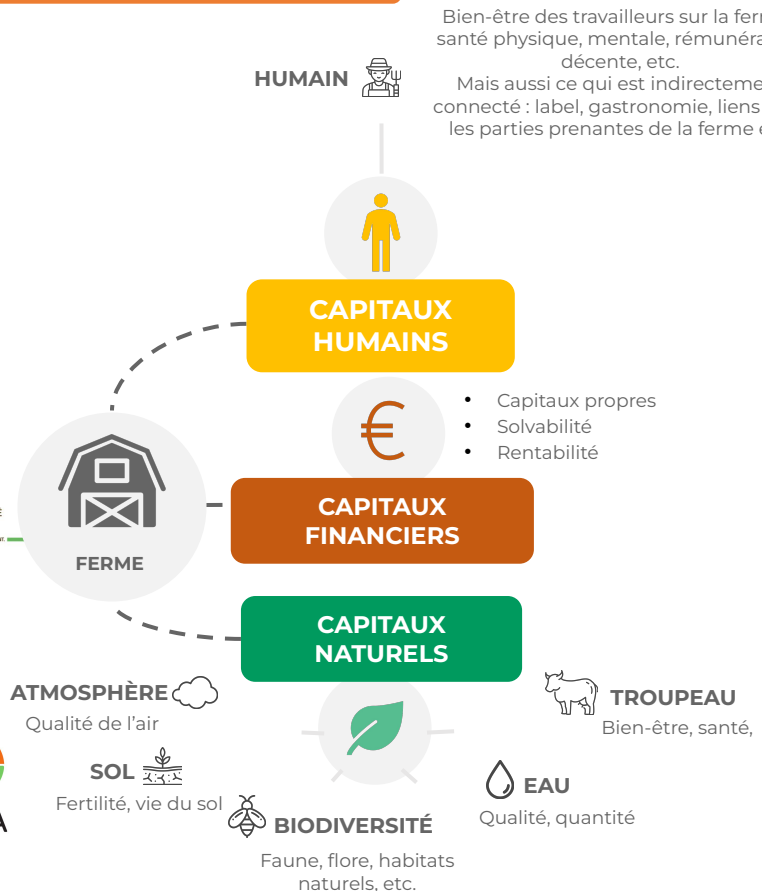 Bien-être des travailleurs sur la
santé physique, mentale,
décente, etc.
HUMAIN
Mais aussi ce qui est
connecté : label, gastronomie, liens
les parties prenantes de la ferme
CAPITAUX
HUMAINS
• Capitaux propres
• Solvabilité
• Rentabilité
CAPITAUX
FINANCIERS
FERME
CAPITAUX
NATURELS
ATMOSPHÈRE
Qualité de l'air
TROUPEAU
Bien-être, santé,
SOL
Fertilité, vie du sol
EAU
Qualité, quantité
BIODIVERSITÉ
Faune, flore, habitats
naturels, etc.